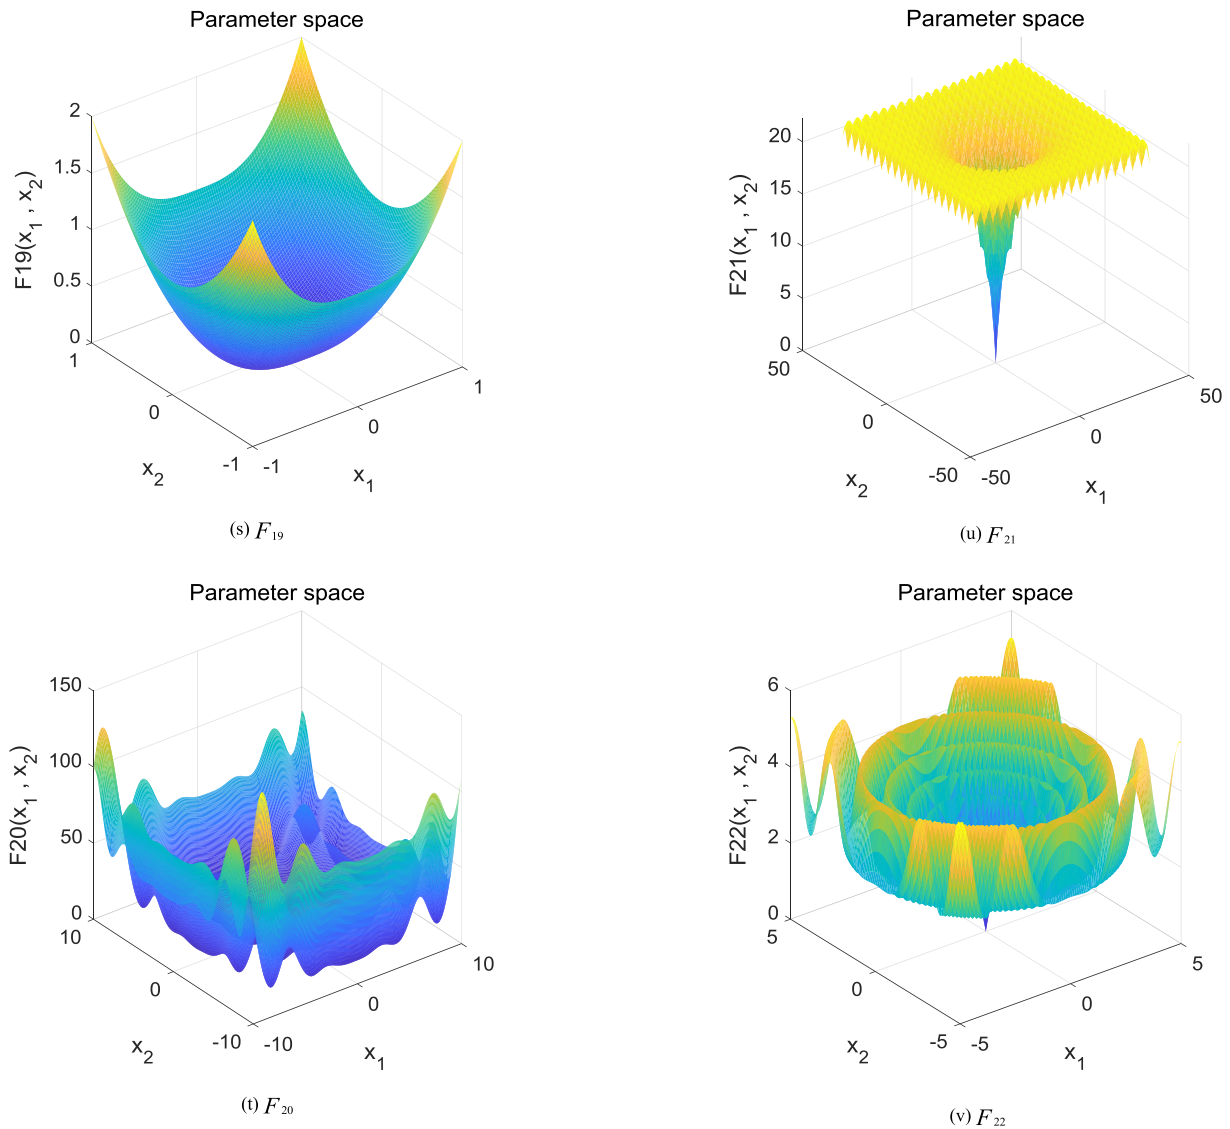 Parameter space
F19(x1 , x2)
2
1.5
1
0.5
0
1
0
-1
x2
-1
0
1
x1
(s) F19
Parameter space
F21(x1 , x2)
20
15
10
5
0
50
0
-50
x2
-50
0
50
x1
(u) F21
Parameter space
F20(x1 , x2)
150
100
50
0
10
0
-10
x2
-10
0
10
x1
(t) F20
Parameter space
F22(x1 , x2)
6
4
2
0
5
0
-5
x2
-5
0
5
x1
(v) F22